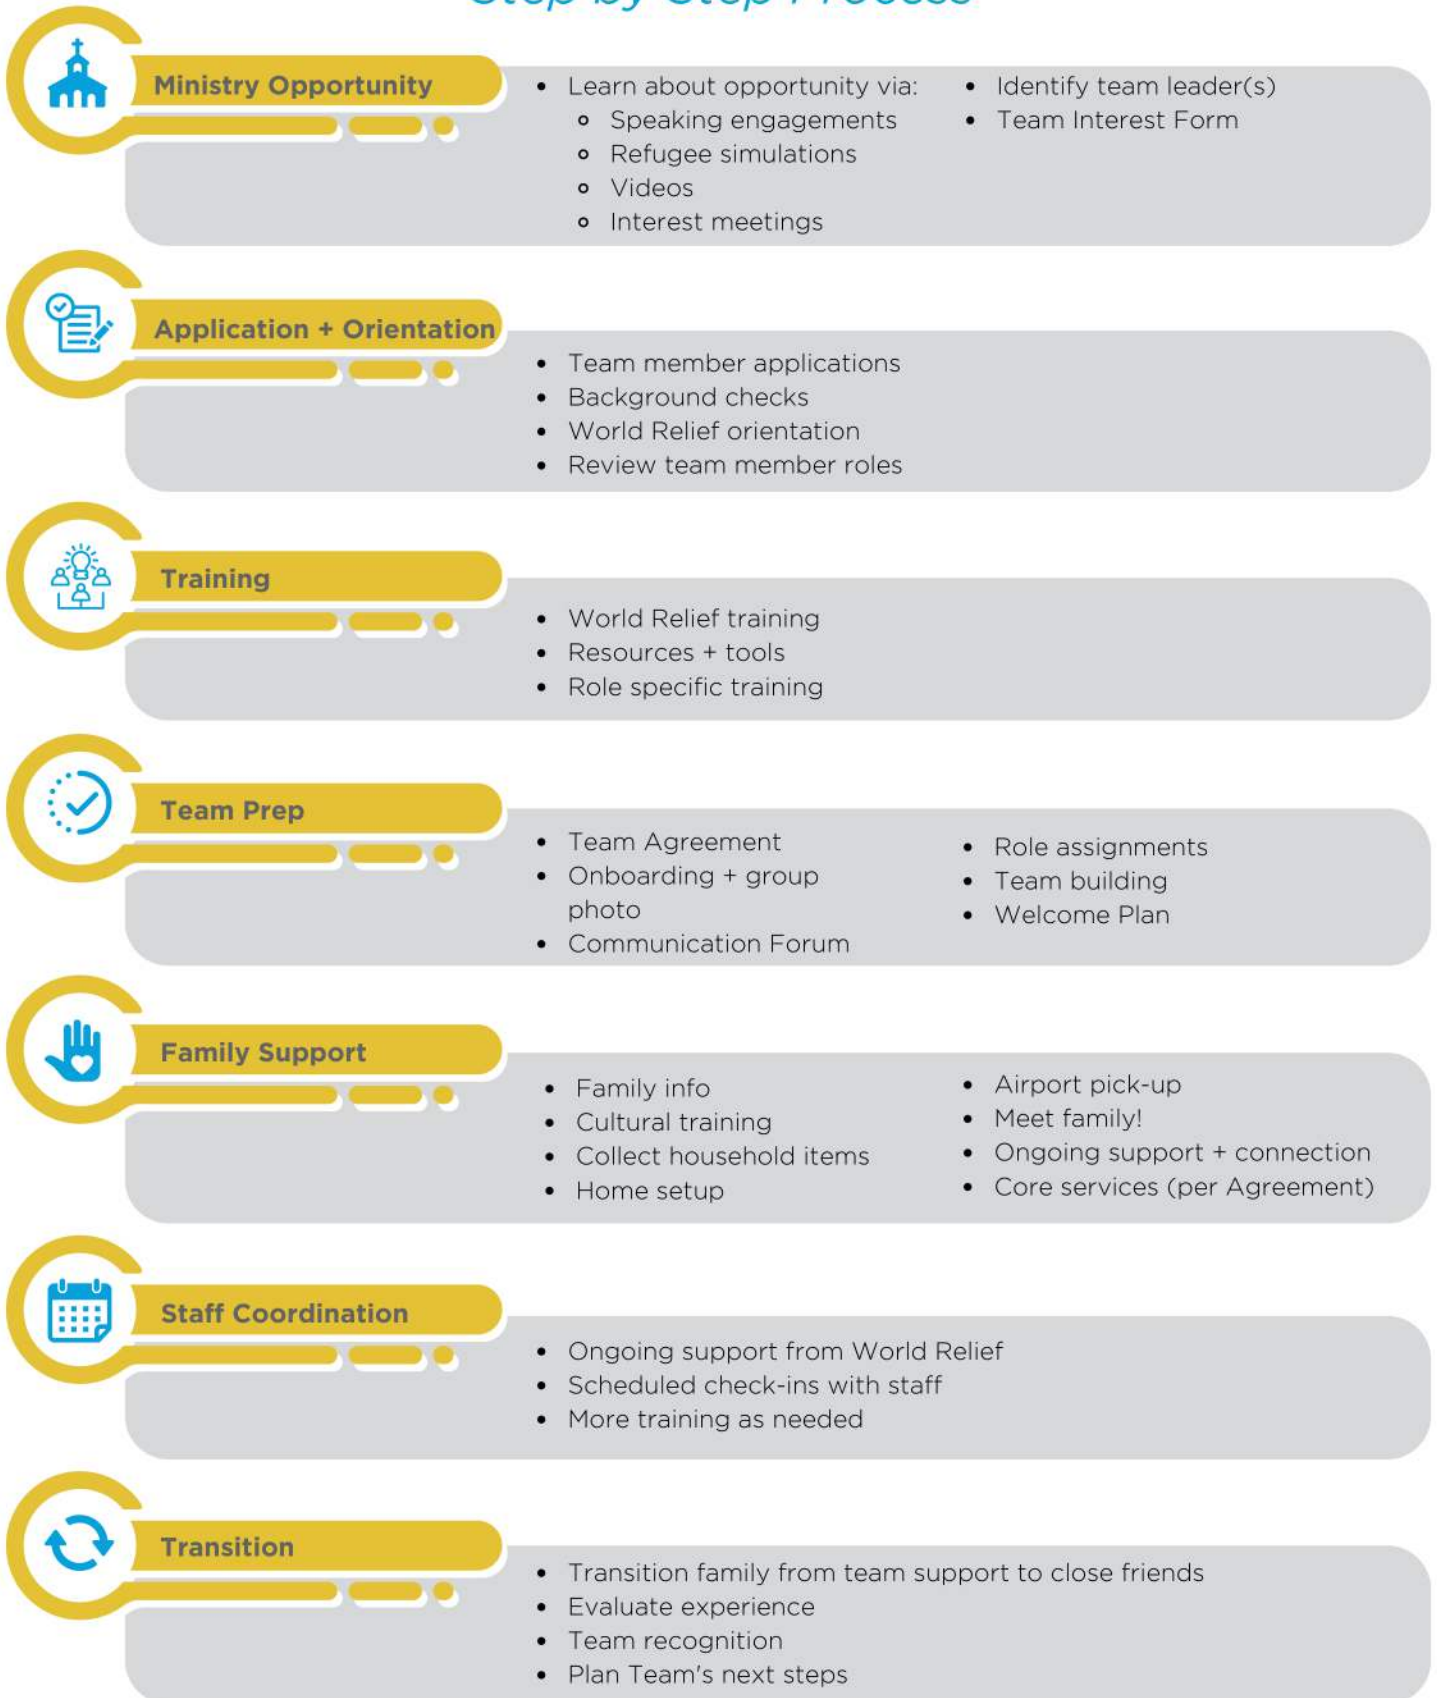 Step by Step Process
Ministry Opportunity
Learn about opportunity via:
Speaking engagements
Refugee simulations
Videos
Interest meetings
Identify team leader(s)
Team Interest Form
Application + Orientation
Team member applications
Background checks
World Relief orientation
Review team member roles
Training
World Relief training
Resources + tools
Role specific training
Team Prep
Team Agreement
Onboarding + group
photo
Communication Forum
Role assignments
Team building
Welcome Plan
Family Support
Family info
Cultural training
Collect household items
Home setup
Airport pick-up
Meet family!
Ongoing support + connection
Core services (per Agreement)
Staff Coordination
Ongoing support from World Relief
Scheduled check-ins with staff
More training as needed
Transition
Transition family from team support to close friends
Evaluate experience
Team recognition
Plan Team's next steps